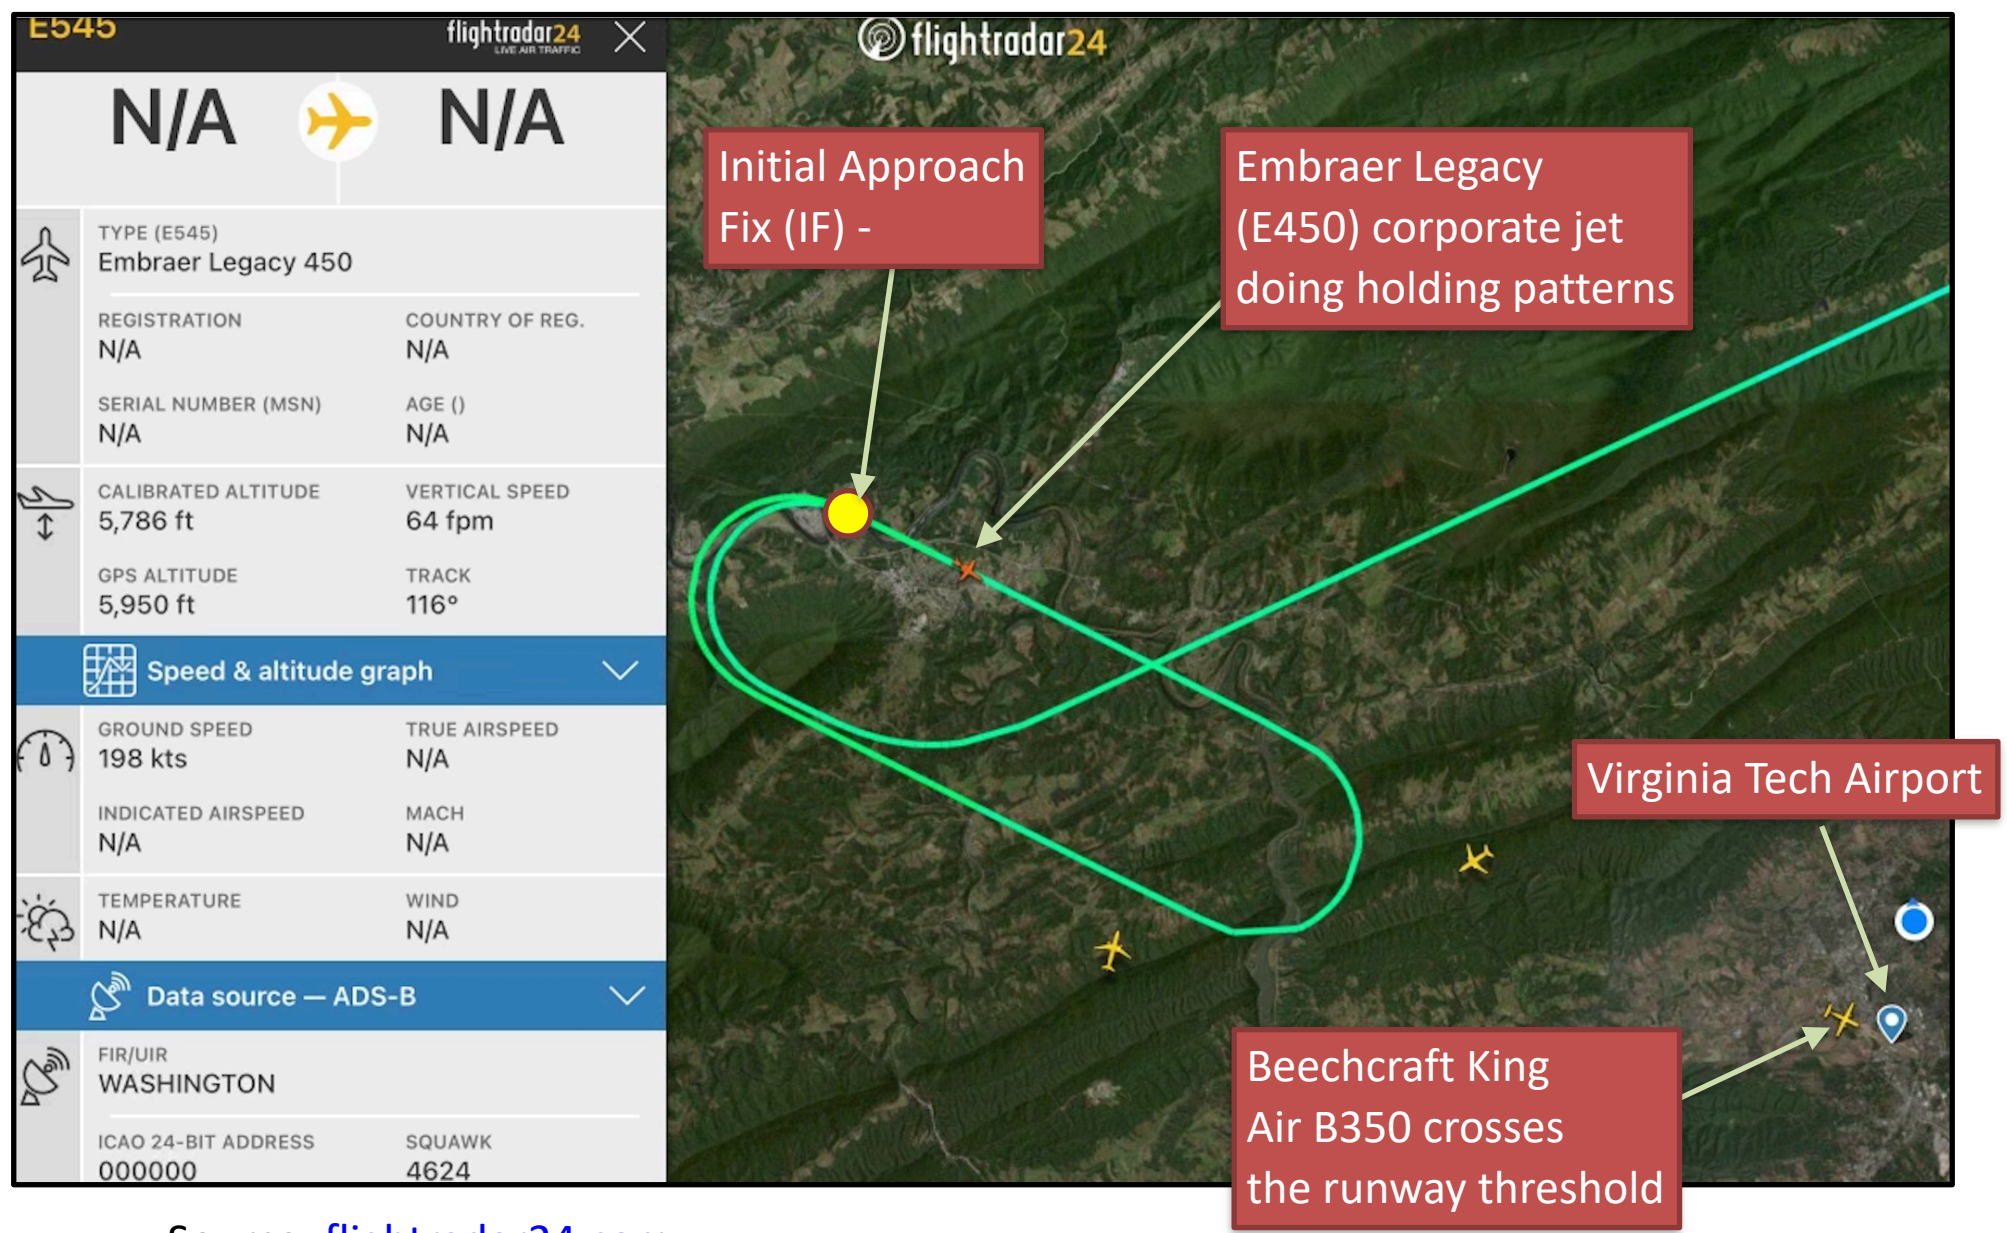 E545
flightradar24
LIVE AIR TRAFFIC
N/A
N/A
TYPE (E545)
Embraer Legacy 450
REGISTRATION
N/A
COUNTRY OF REG.
N/A
SERIAL NUMBER (MSN)
N/A
AGE ()
N/A
CALIBRATED ALTITUDE
5,786 ft
VERTICAL SPEED
64 fpm
GPS ALTITUDE
5,950 ft
TRACK
116°
Speed & altitude graph
GROUND SPEED
198 kts
TRUE AIRSPEED
N/A
INDICATED AIRSPEED
N/A
MACH
N/A
TEMPERATURE
N/A
WIND
N/A
Data source — ADS-B
FIR/UIR
WASHINGTON
ICAO 24-BIT ADDRESS
000000
SQUAWK
4624
flightradar24
Initial Approach
Fix (IF) -
Embraer Legacy
(E450) corporate jet
doing holding patterns
Virginia Tech Airport
Beechcraft King
Air B350 crosses
the runway threshold
Source: flightradar24.com